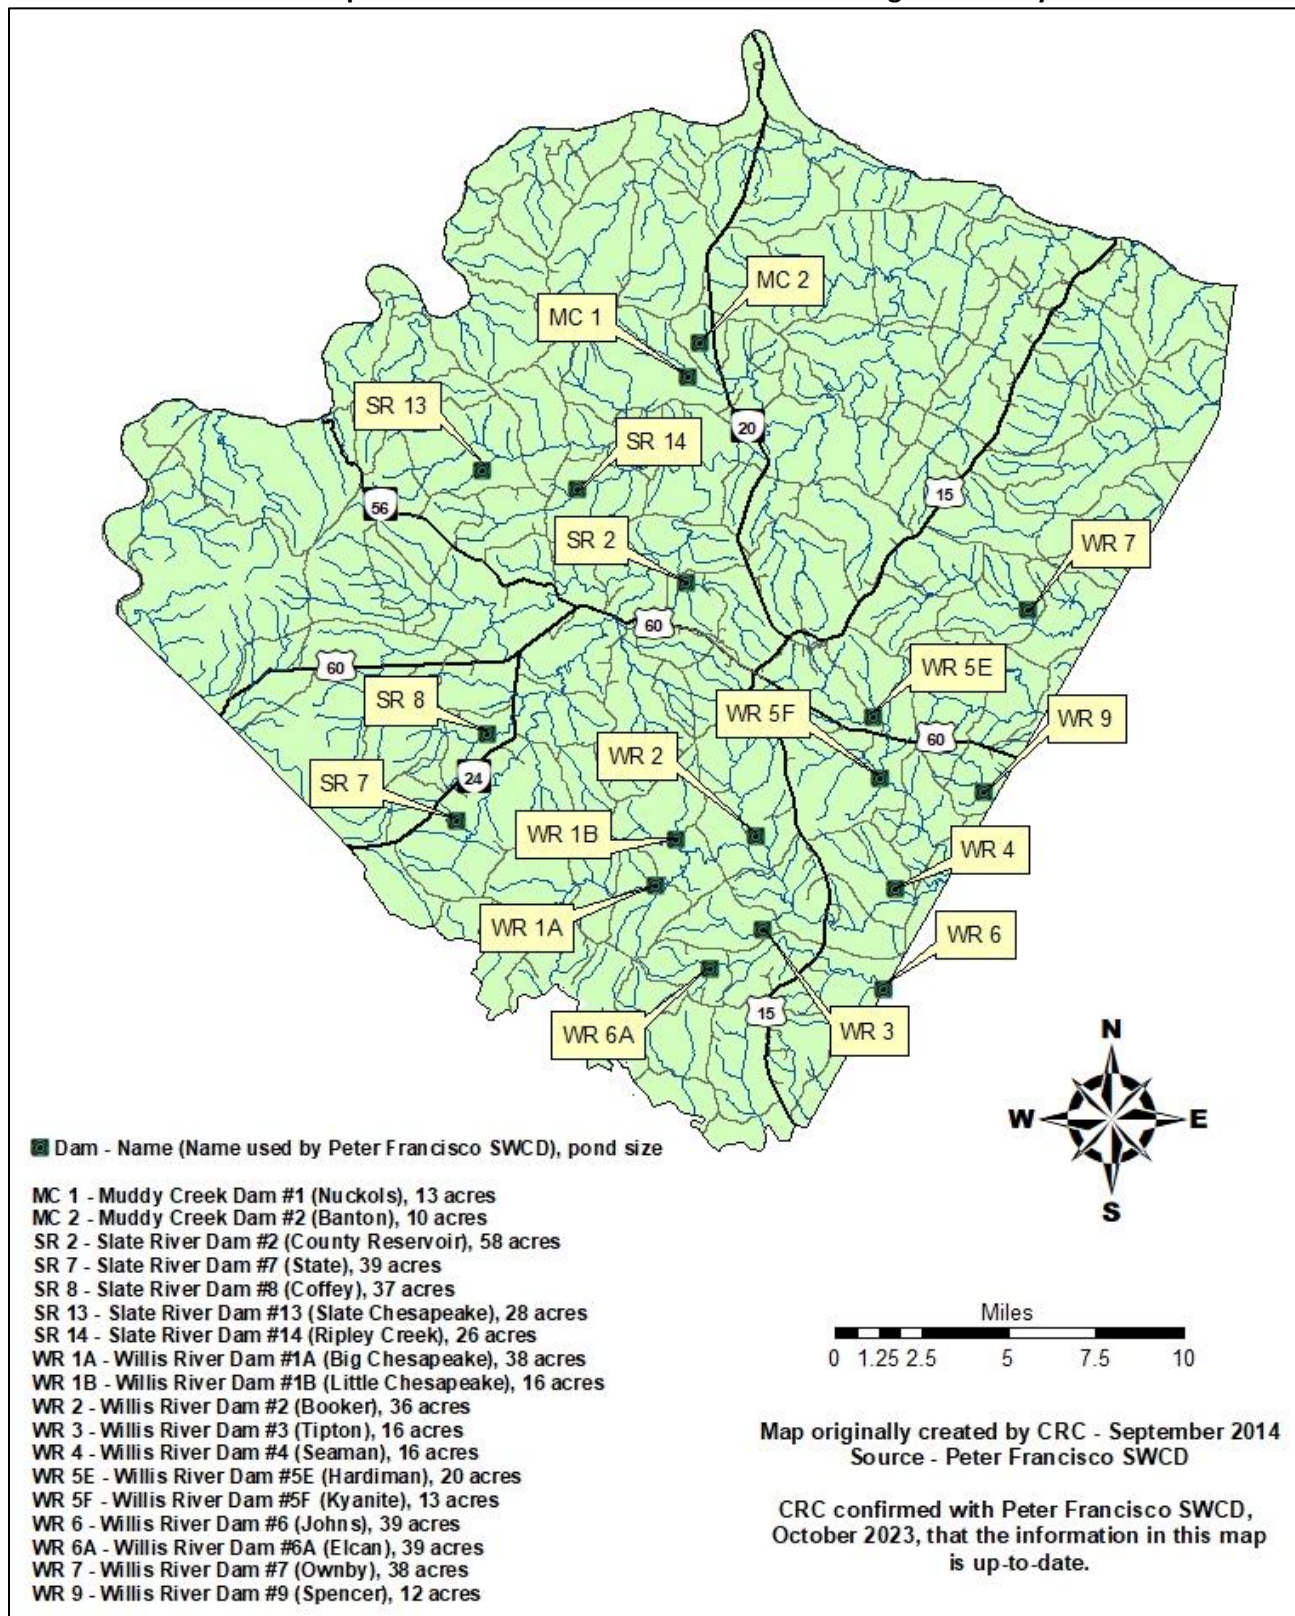 MC 2
MC 1
SR 13
20
SR 14
15
56
SR 2
WR 7
60
60
WR 5E
SR 8
WR 5F
WR 9
60
WR 2
24
SR 7
WR 1B
WR 4
WR 1A
WR 6
15
WR 6A
WR 3
N
W
E
S
Dam - Name (Name used by Peter Francisco SWCD), pond size
MC 1 - Muddy Creek Dam #1 (Nuckols), 13 acres
MC 2 - Muddy Creek Dam #2 (Banton), 10 acres
SR 2 - Slate River Dam #2 (County Reservoir), 58 acres
SR 7 - Slate River Dam #7 (State), 39 acres
SR 8 - Slate River Dam #8 (Coffey), 37 acres
SR 13 - Slate River Dam #13 (Slate Chesapeake), 28 acres
SR 14 - Slate River Dam #14 (Ripley Creek), 26 acres
WR 1A - Willis River Dam #1A (Big Chesapeake), 38 acres
WR 1B - Willis River Dam #1B (Little Chesapeake), 16 acres
WR 2 - Willis River Dam #2 (Booker), 36 acres
WR 3 - Willis River Dam #3 (Tipton), 16 acres
WR 4 - Willis River Dam #4 (Seaman), 16 acres
WR 5E - Willis River Dam #5E (Hardiman), 20 acres
WR 5F - Willis River Dam #5F (Kyanite), 13 acres
WR 6 - Willis River Dam #6 (Johns), 39 acres
WR 6A - Willis River Dam #6A (Elcan), 39 acres
WR 7 - Willis River Dam #7 (Ownby), 38 acres
WR 9 - Willis River Dam #9 (Spencer), 12 acres
Miles
0 1.25 2.5 5 7.5 10
Map originally created by CRC - September 2014
Source - Peter Francisco SWCD
CRC confirmed with Peter Francisco SWCD,
October 2023, that the information in this map
is up-to-date.